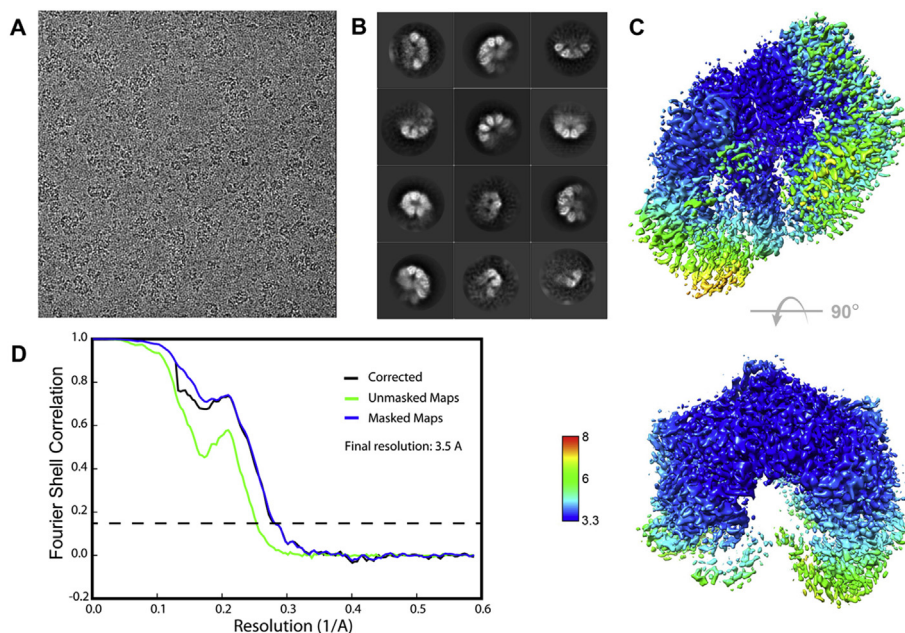 A
B
C
90°
D
1.0
0.8
0.6
0.4
0.2
0.0
-0.2
Fourier Shell Correlation
Corrected
Unmasked Maps
Masked Maps
Final resolution: 3.5 A
0.0 0.1 0.2 0.3 0.4 0.5 0.6
Resolution (1/A)
8
6
3.3